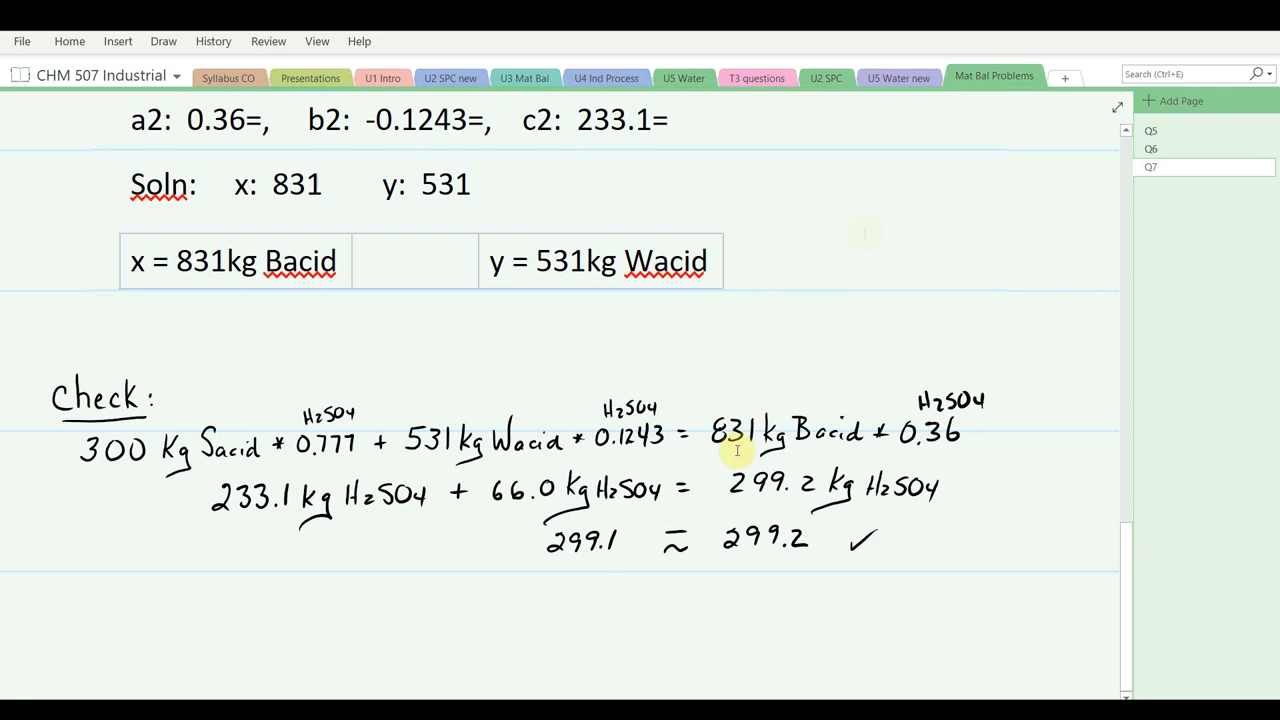 File Home Insert Draw History Review View Help
CHM 507 Industrial Syllabus CO Presentations U1 Intro U2 SPC new U3 Mat Bal U4 Ind Process U5 Water T3 questions U2 SPC U5 Water new Mat Bal Problems + Search (Ctrl+E)
+ Add Page
Q5
Q6
Q7
a2: 0.36=, b2: -0.1243=, c2: 233.1=
Soln: x: 831 y: 531
x = 831kg Bacid y = 531kg Wacid
Check:
H2SO4 H2SO4 H2SO4
300 Kg Sacid * 0.777 + 531 kg Wacid * 0.1243 = 831 kg Bacid * 0.36
233.1 kg H2SO4 + 66.0 kg H2SO4 = 299.2 kg H2SO4
299.1 ≈ 299.2 ✓